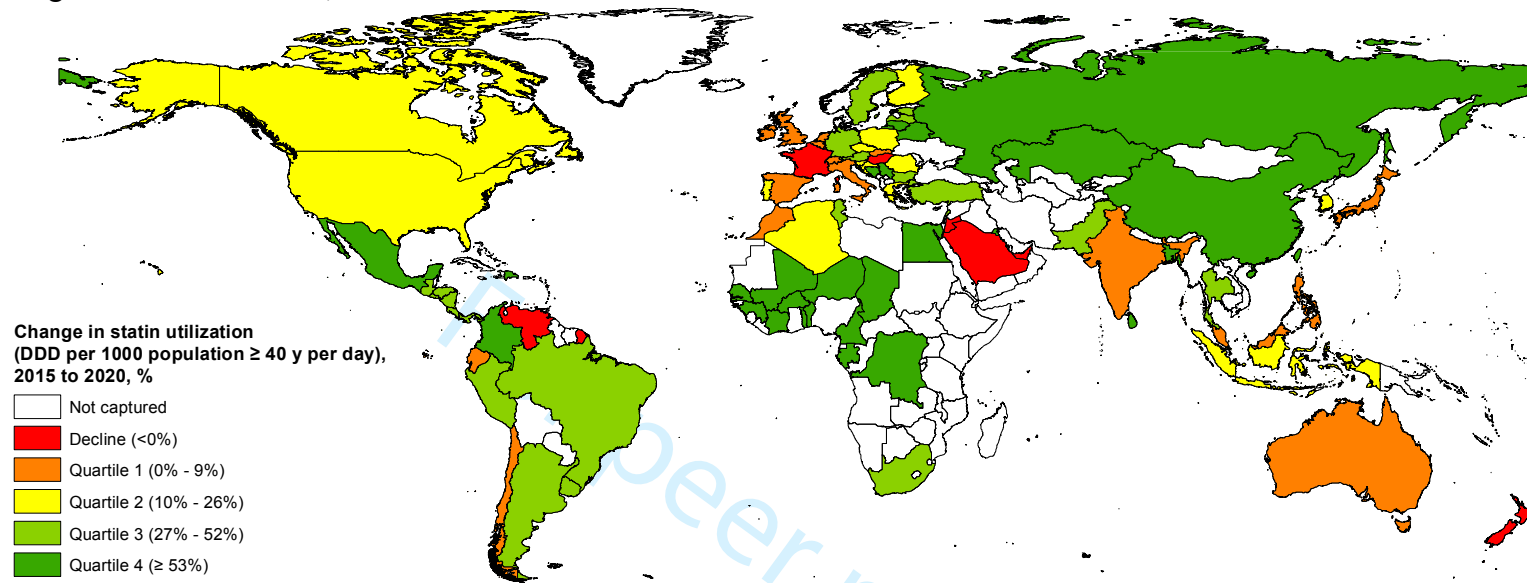 Change in statin utilization
(DDD per 1000 population ≥ 40 y per day),
2015 to 2020, %
Not captured
Decline (<0%)
Quartile 1 (0% - 9%)
Quartile 2 (10% - 26%)
Quartile 3 (27% - 52%)
Quartile 4 (≥ 53%)
peer